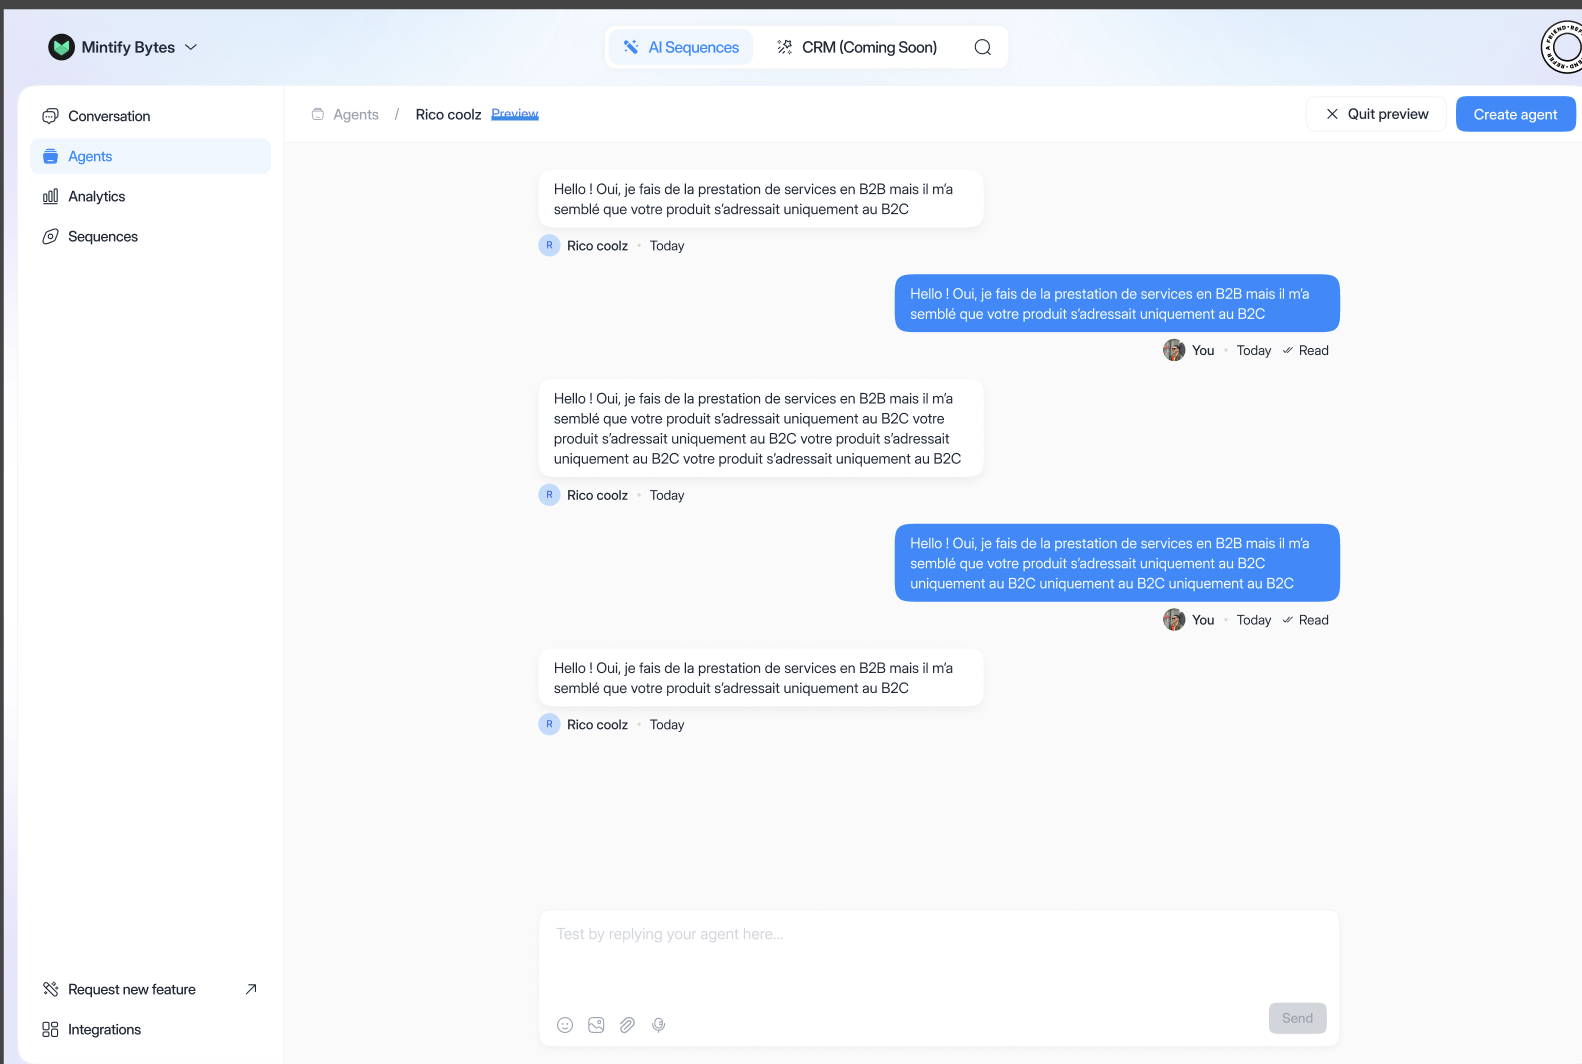 Mintify Bytes
AI Sequences
CRM (Coming Soon)
Conversation
Agents
Analytics
Sequences
Agents / Rico coolz Preview
Quit preview
Create agent
Hello ! Oui, je fais de la prestation de services en B2B mais il m’a
semblé que votre produit s’adressait uniquement au B2C
R Rico coolz • Today
Hello ! Oui, je fais de la prestation de services en B2B mais il m’a
semblé que votre produit s’adressait uniquement au B2C
You • Today Read
Hello ! Oui, je fais de la prestation de services en B2B mais il m’a
semblé que votre produit s’adressait uniquement au B2C votre
produit s’adressait uniquement au B2C votre produit s’adressait
uniquement au B2C votre produit s’adressait uniquement au B2C
R Rico coolz • Today
Hello ! Oui, je fais de la prestation de services en B2B mais il m’a
semblé que votre produit s’adressait uniquement au B2C
uniquement au B2C uniquement au B2C uniquement au B2C
You • Today Read
Hello ! Oui, je fais de la prestation de services en B2B mais il m’a
semblé que votre produit s’adressait uniquement au B2C
R Rico coolz • Today
Test by replying your agent here...
Send
Request new feature
Integrations